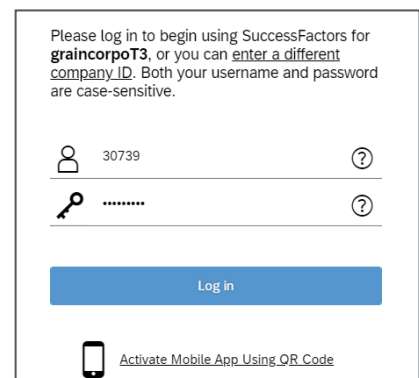 Please log in to begin using SuccessFactors for
graincorpoT3, or you can enter a different
company ID. Both your username and password
are case-sensitive.
30739
?
•••••••••
?
Log in
Activate Mobile App Using QR Code